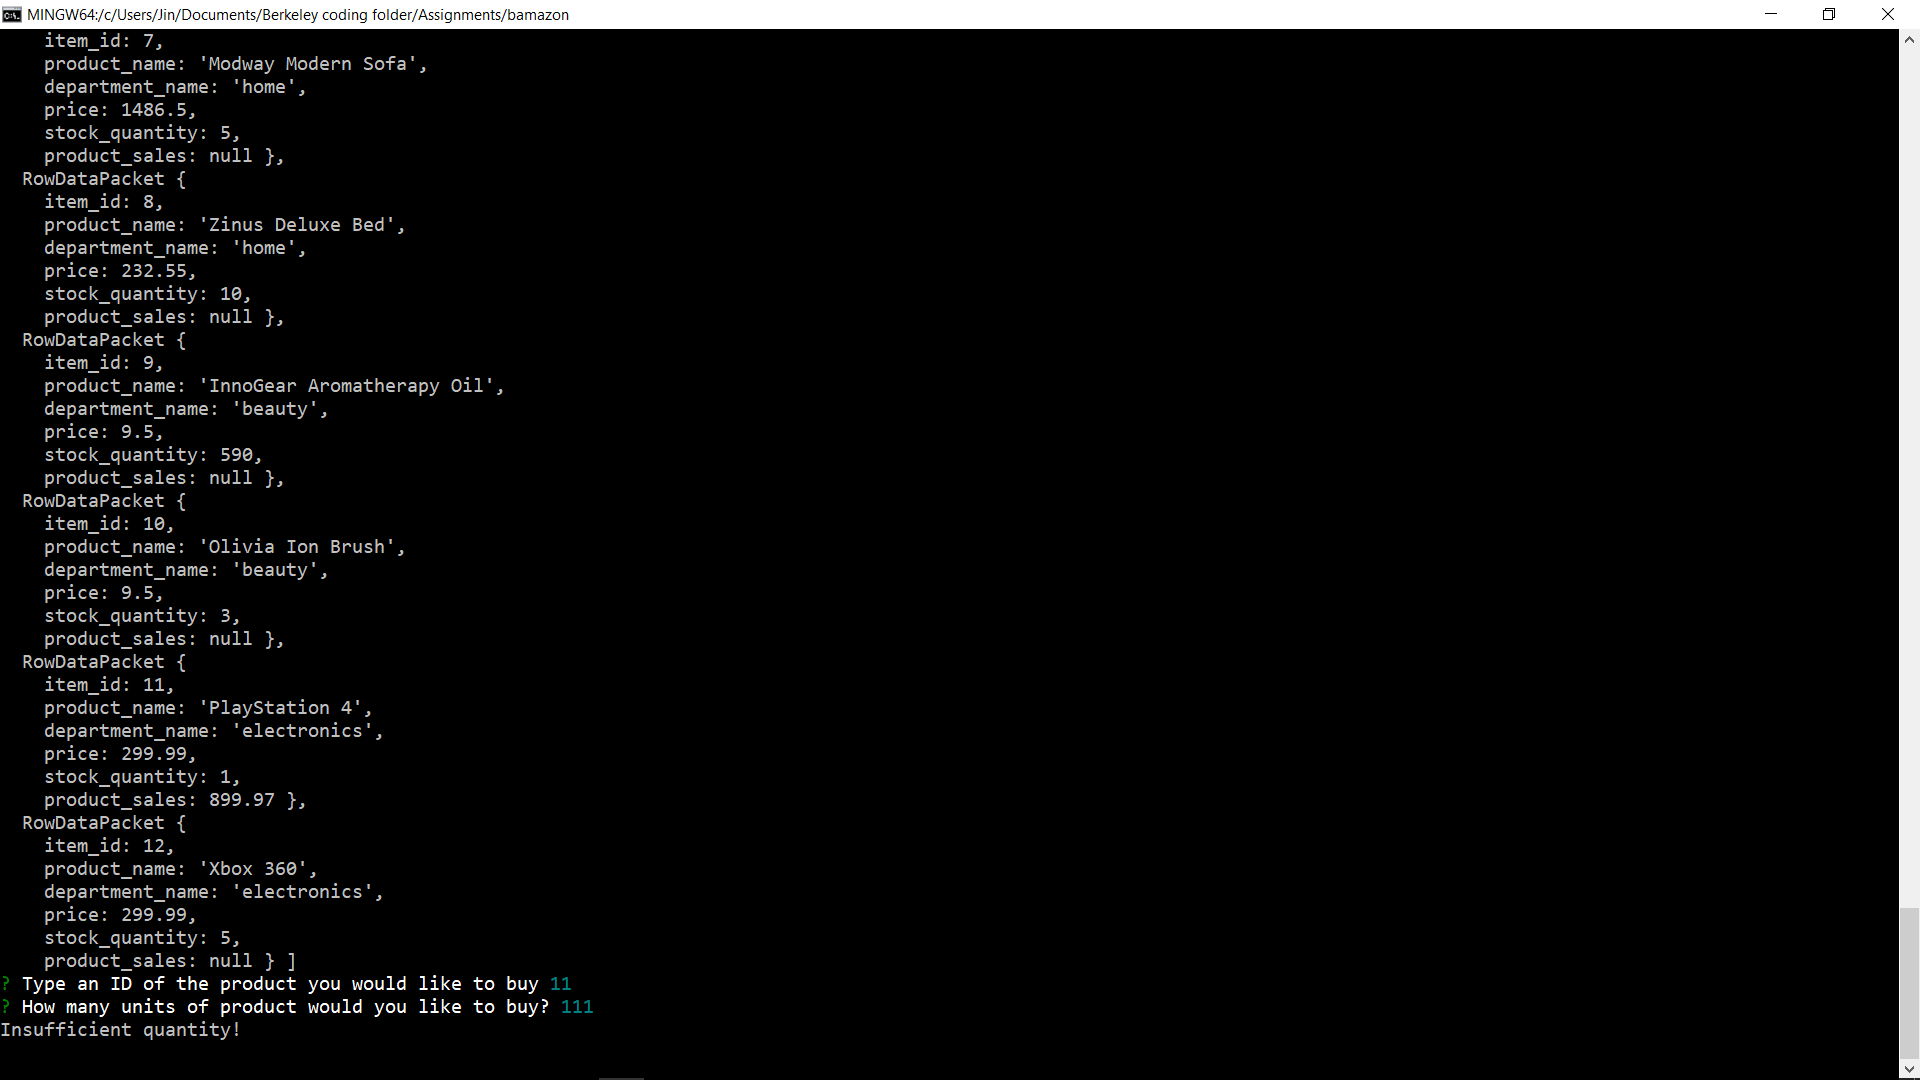 MINGW64:/c/Users/Jin/Documents/Berkeley coding folder/Assignments/bamazon
    item_id: 7,
    product_name: 'Modway Modern Sofa',
    department_name: 'home',
    price: 1486.5,
    stock_quantity: 5,
    product_sales: null },
  RowDataPacket {
    item_id: 8,
    product_name: 'Zinus Deluxe Bed',
    department_name: 'home',
    price: 232.55,
    stock_quantity: 10,
    product_sales: null },
  RowDataPacket {
    item_id: 9,
    product_name: 'InnoGear Aromatherapy Oil',
    department_name: 'beauty',
    price: 9.5,
    stock_quantity: 590,
    product_sales: null },
  RowDataPacket {
    item_id: 10,
    product_name: 'Olivia Ion Brush',
    department_name: 'beauty',
    price: 9.5,
    stock_quantity: 3,
    product_sales: null },
  RowDataPacket {
    item_id: 11,
    product_name: 'PlayStation 4',
    department_name: 'electronics',
    price: 299.99,
    stock_quantity: 1,
    product_sales: 899.97 },
  RowDataPacket {
    item_id: 12,
    product_name: 'Xbox 360',
    department_name: 'electronics',
    price: 299.99,
    stock_quantity: 5,
    product_sales: null } ]
? Type an ID of the product you would like to buy 11
? How many units of product would you like to buy? 111
Insufficient quantity!